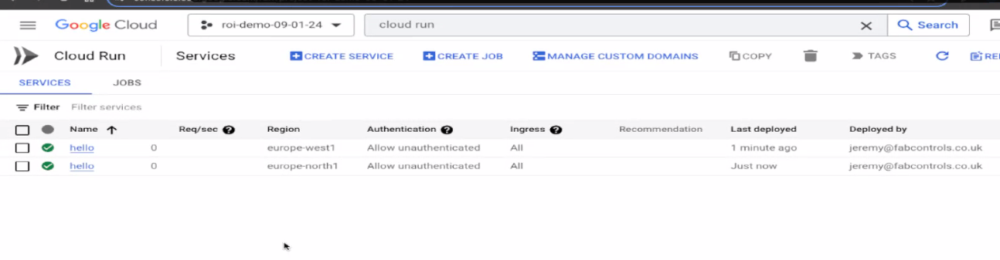 Google Cloud roi-demo-09-01-24 cloud run Search
Cloud Run Services CREATE SERVICE CREATE JOB MANAGE CUSTOM DOMAINS COPY TAGS RE
SERVICES JOBS
Filter Filter services
Name Req/sec Region Authentication Ingress Recommendation Last deployed Deployed by
hello 0 europe-west1 Allow unauthenticated All 1 minute ago jeremy@fabcontrols.co.uk
hello 0 europe-north1 Allow unauthenticated All Just now jeremy@fabcontrols.co.uk